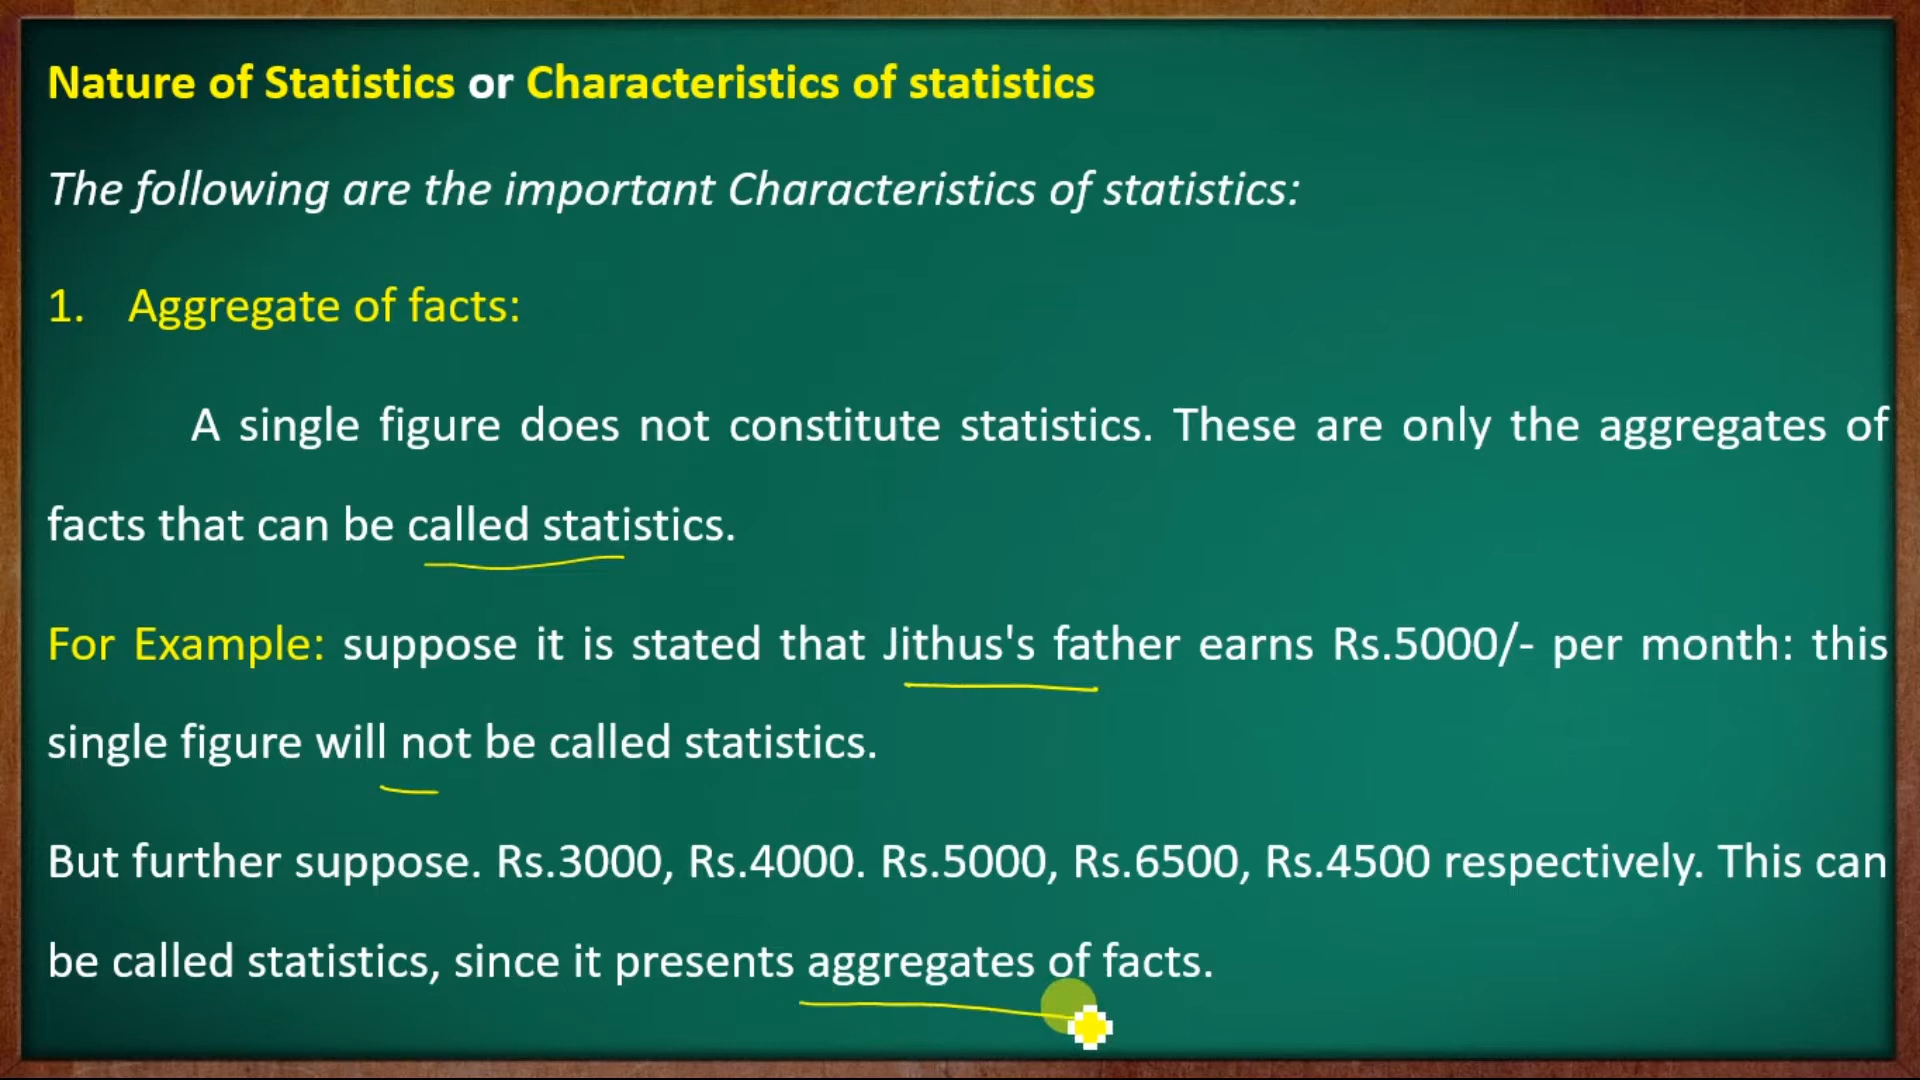 Nature of Statistics or Characteristics of statistics
The following are the important Characteristics of statistics:
1. Aggregate of facts:
A single figure does not constitute statistics. These are only the aggregates of
facts that can be called statistics.
For Example: suppose it is stated that Jithus's father earns Rs.5000/- per month: this
single figure will not be called statistics.
But further suppose. Rs.3000, Rs.4000. Rs.5000, Rs.6500, Rs.4500 respectively. This can
be called statistics, since it presents aggregates of facts.